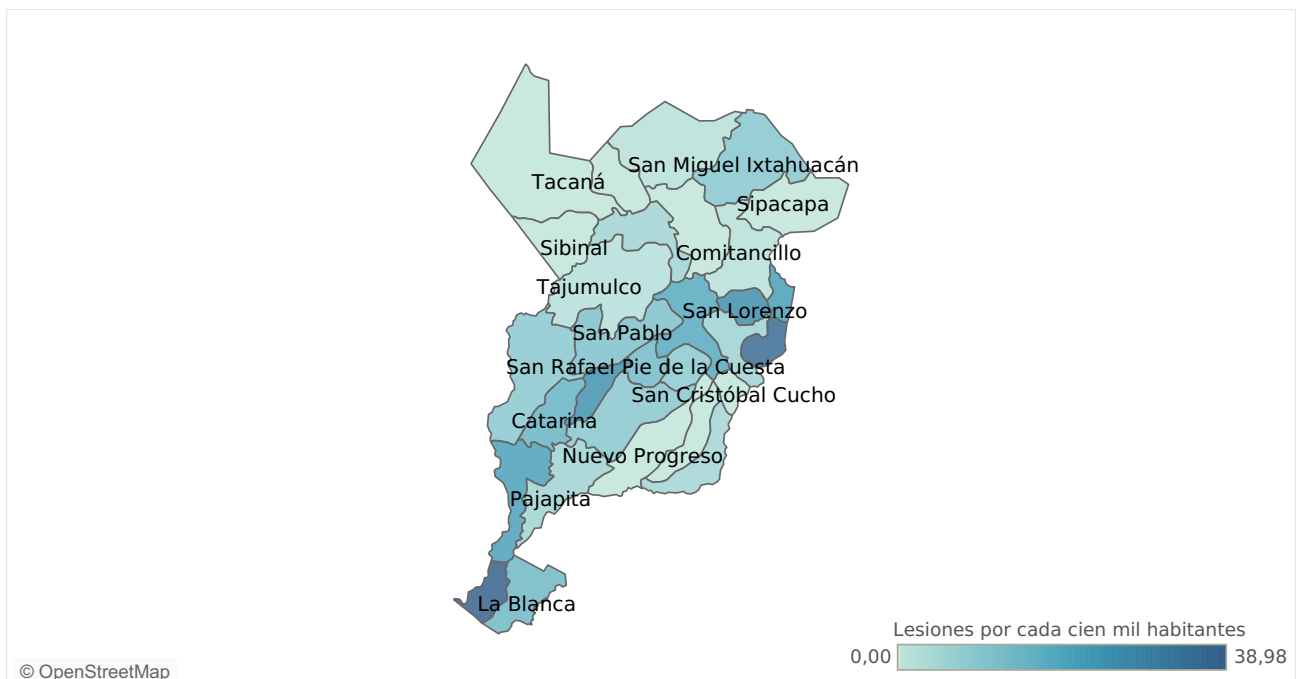 San Miguel Ixtahuacán
Tacaná
Sipacapa
Sibinal
Comitancillo
Tajumulco
San Lorenzo
San Pablo
San Rafael Pie de la Cuesta
San Cristóbal Cucho
Catarina
Nuevo Progreso
Pajapita
La Blanca
Lesiones por cada cien mil habitantes
0,00 38,98
© OpenStreetMap